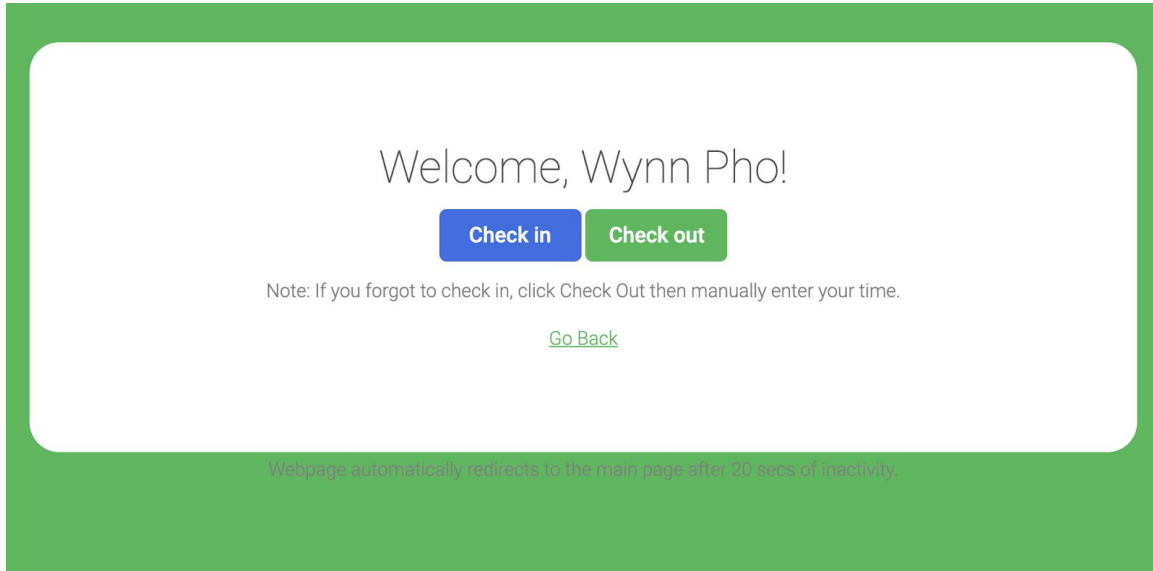 Welcome, Wynn Pho!
Check in Check out
Note: If you forgot to check in, click Check Out then manually enter your time.
Go Back
Webpage automatically redirects to the main page after 20 secs of inactivity.